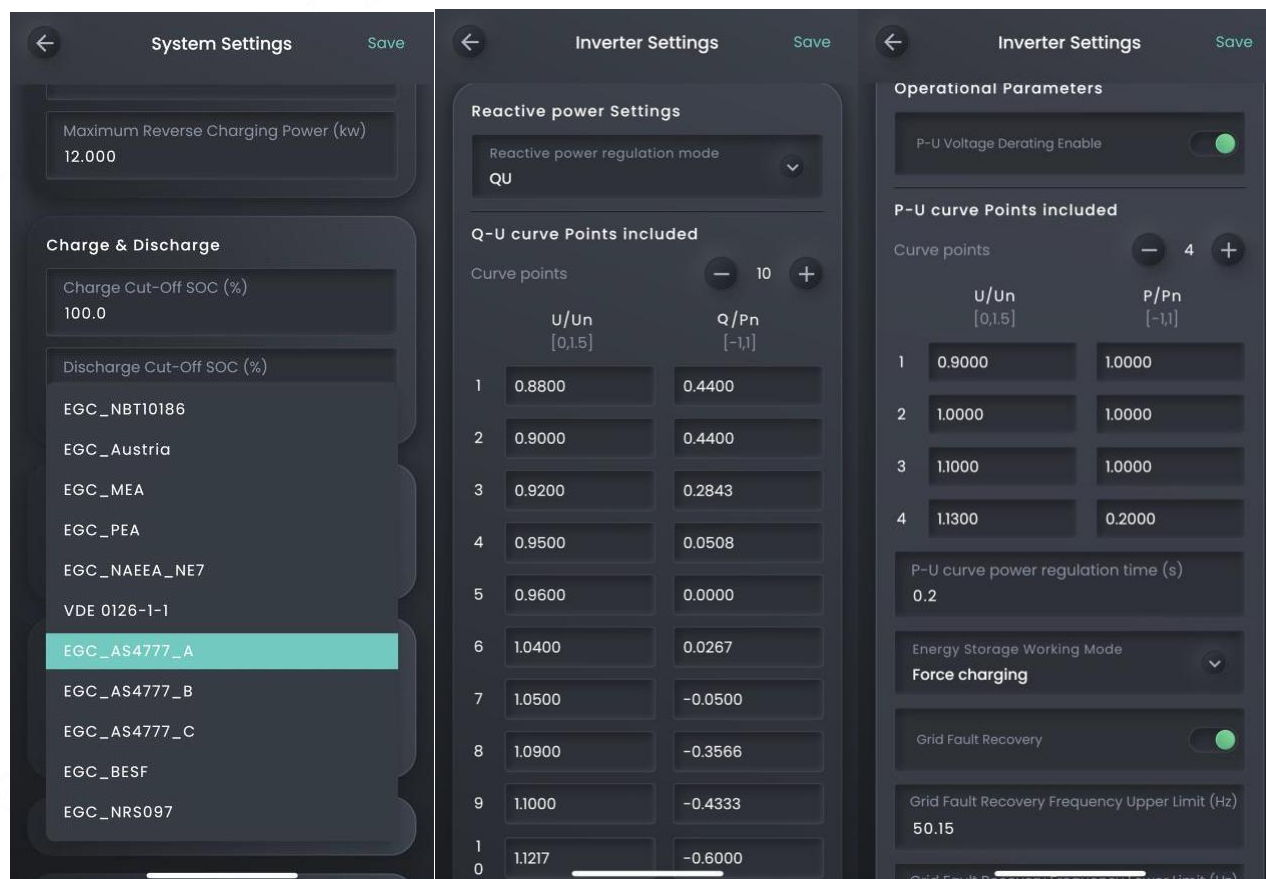 System Settings
Save
Maximum Reverse Charging Power (kw)
12.000
Charge & Discharge
Charge Cut-Off SOC (%)
100.0
Discharge Cut-Off SOC (%)
EGC_NBT10186
EGC_Austria
EGC_MEA
EGC_PEA
EGC_NAEEA_NE7
VDE 0126-1-1
EGC_AS4777_A
EGC_AS4777_B
EGC_AS4777_C
EGC_BESF
EGC_NRS097
Inverter Settings
Save
Reactive power Settings
Reactive power regulation mode
QU
Q-U curve Points included
Curve points 10
U/Un Q/Pn
[0,1.5] [-1,1]
1 0.8800 0.4400
2 0.9000 0.4400
3 0.9200 0.2843
4 0.9500 0.0508
5 0.9600 0.0000
6 1.0400 0.0267
7 1.0500 -0.0500
8 1.0900 -0.3566
9 1.1000 -0.4333
10 1.1217 -0.6000
Inverter Settings
Save
Operational Parameters
P-U Voltage Derating Enable
P-U curve Points included
Curve points 4
U/Un P/Pn
[0,1.5] [-1,1]
1 0.9000 1.0000
2 1.0000 1.0000
3 1.1000 1.0000
4 1.1300 0.2000
P-U curve power regulation time (s)
0.2
Energy Storage Working Mode
Force charging
Grid Fault Recovery
Grid Fault Recovery Frequency Upper Limit (Hz)
50.15